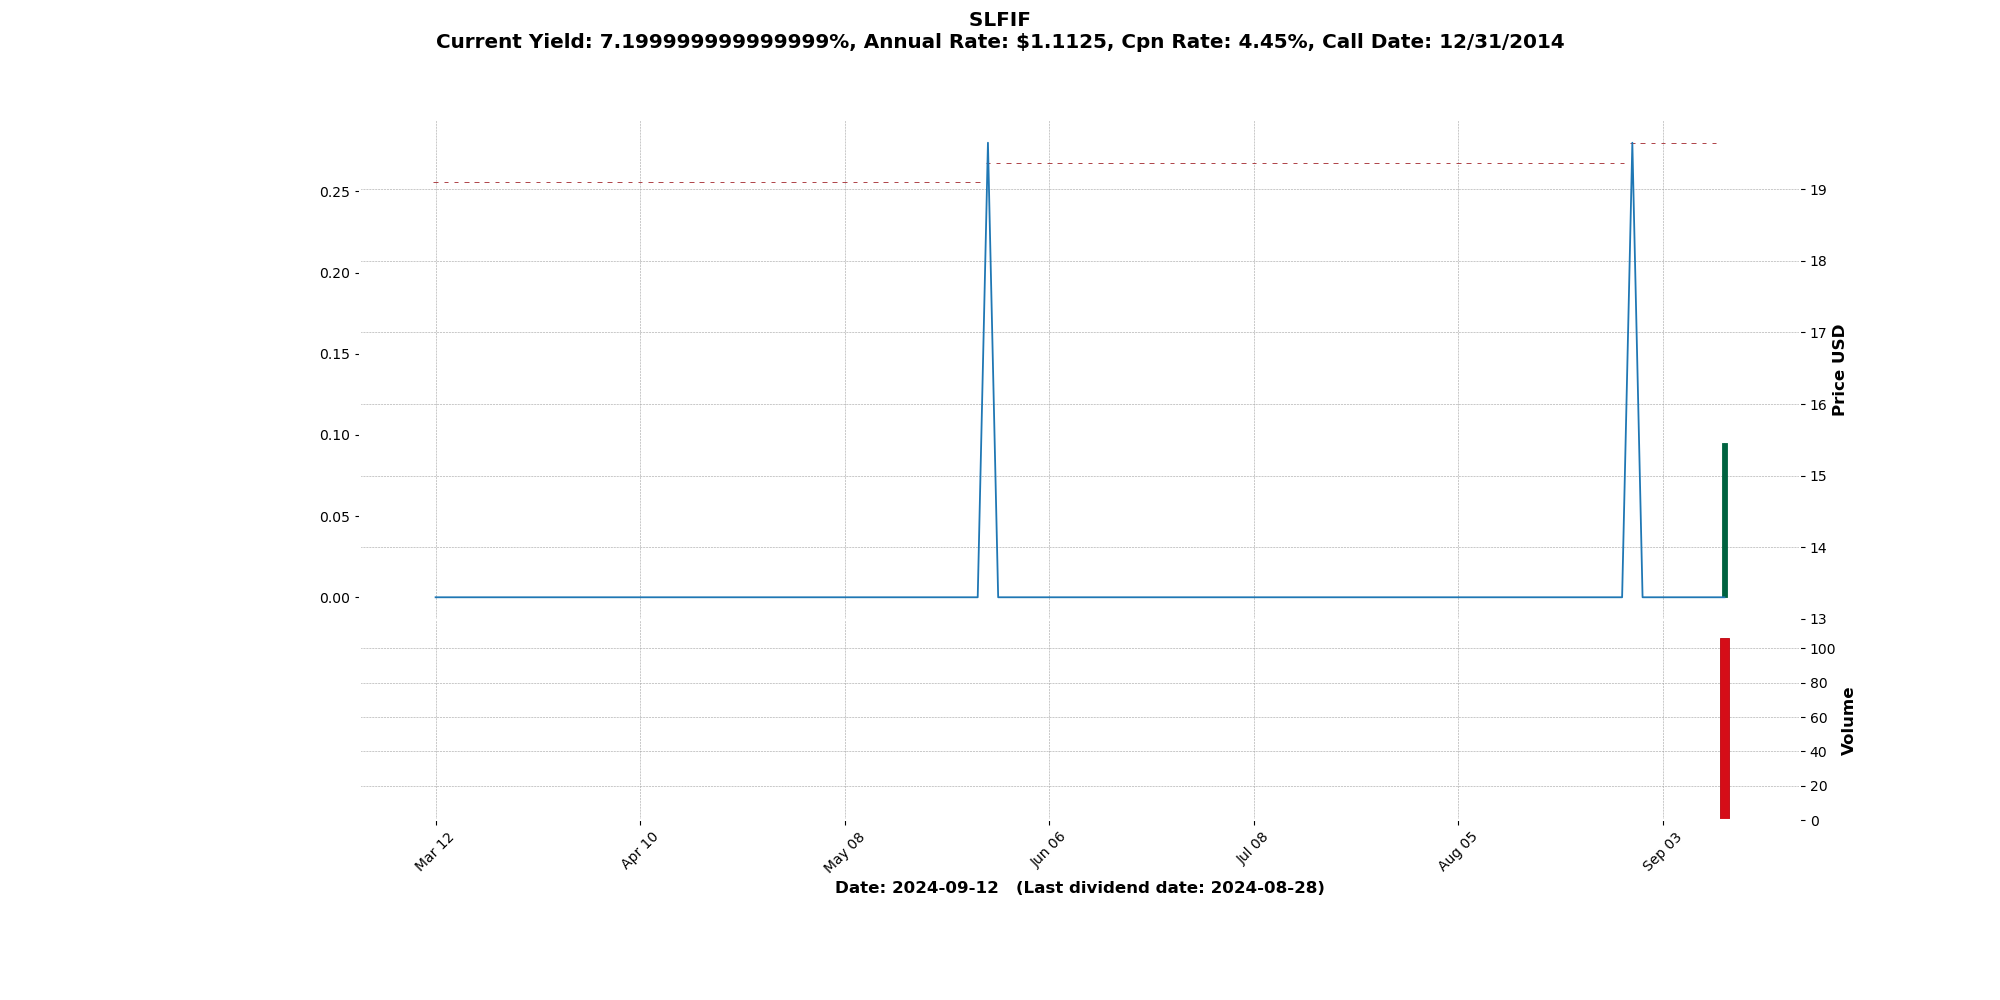 SLFIF
Current Yield: 7.199999999999999%, Annual Rate: $1.1125, Cpn Rate: 4.45%, Call Date: 12/31/2014
0.25
0.20
0.15
0.10
0.05
0.00
19
18
17
16
15
14
13
Price USD
100
80
60
40
20
0
Volume
Mar 12
Apr 10
May 08
Jun 06
Jul 08
Aug 05
Sep 03
Date: 2024-09-12 (Last dividend date: 2024-08-28)